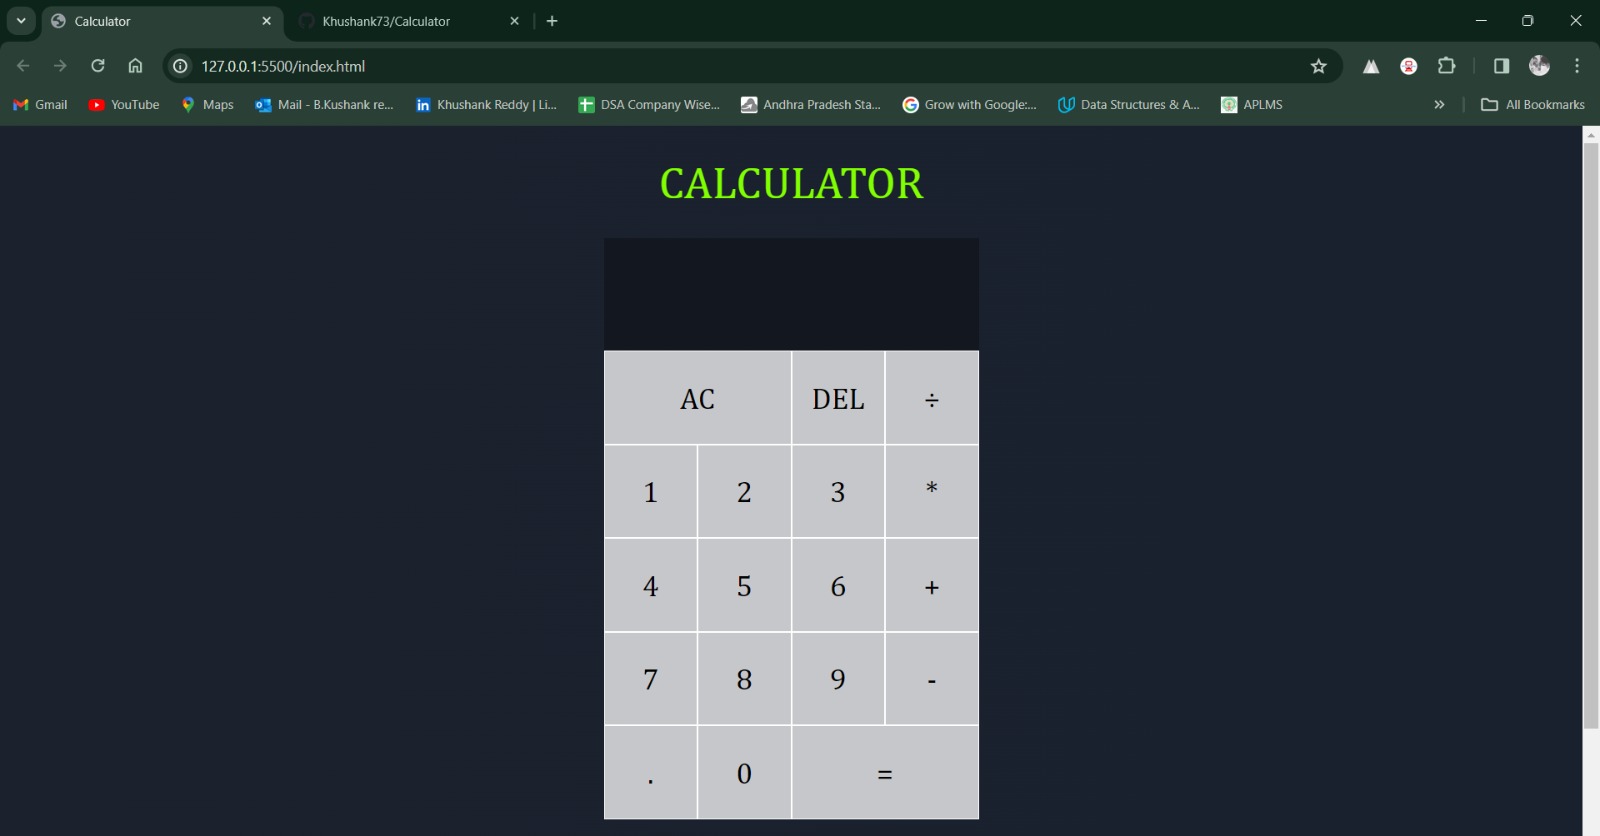 Calculator
Khushank73/Calculator
127.0.0.1:5500/index.html
Gmail YouTube Maps Mail - B.Kushank re... Khushank Reddy | Li... DSA Company Wise... Andhra Pradesh Sta... Grow with Google:... Data Structures & A... APLMS » All Bookmarks
CALCULATOR
AC DEL ÷
1 2 3 *
4 5 6 +
7 8 9 -
. 0 =